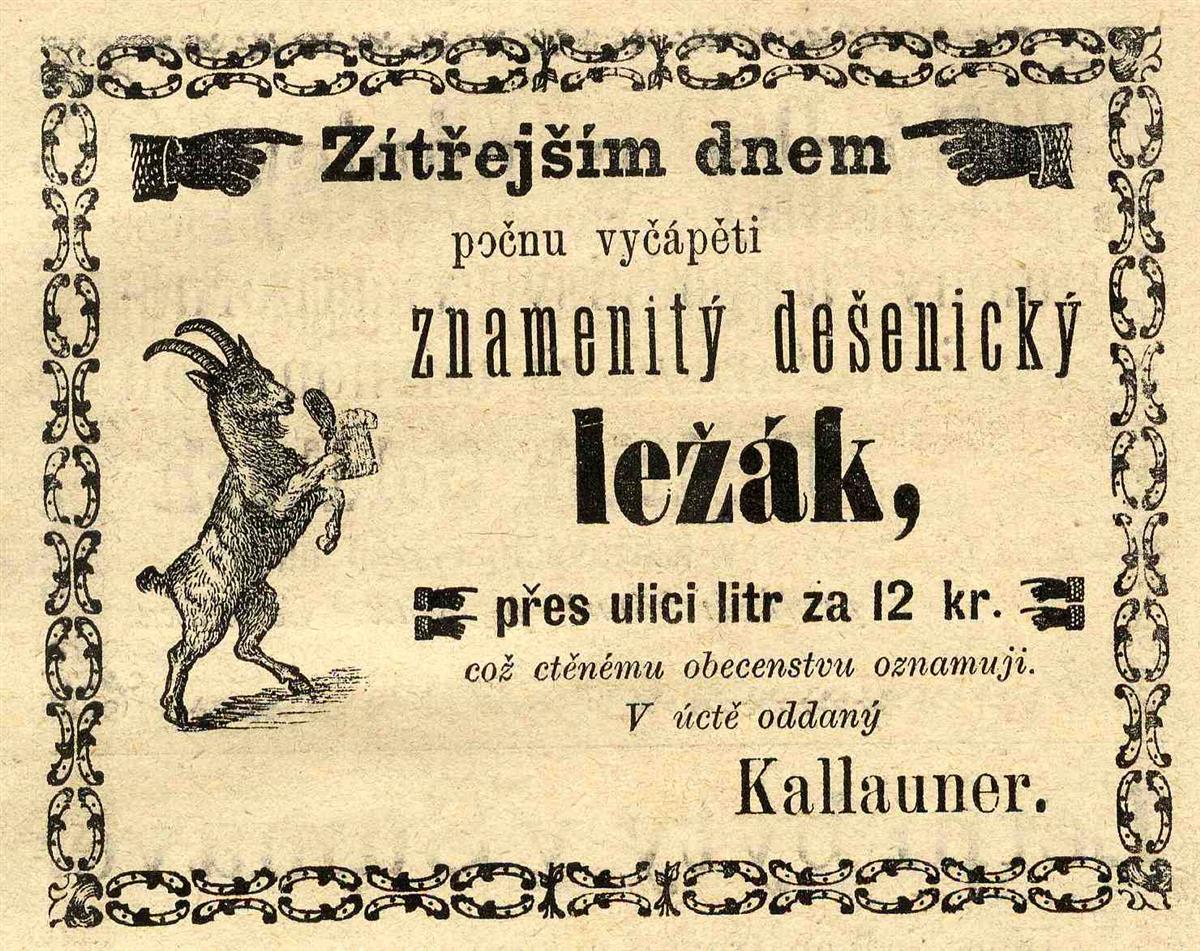 Zítřejším dnem
počnu vyčápěti
znamenitý dešenický
ležák,
přes ulici litr za 12 kr.
což ctěnému obecenstvu oznamuji.
V úctě oddaný
Kallauner.